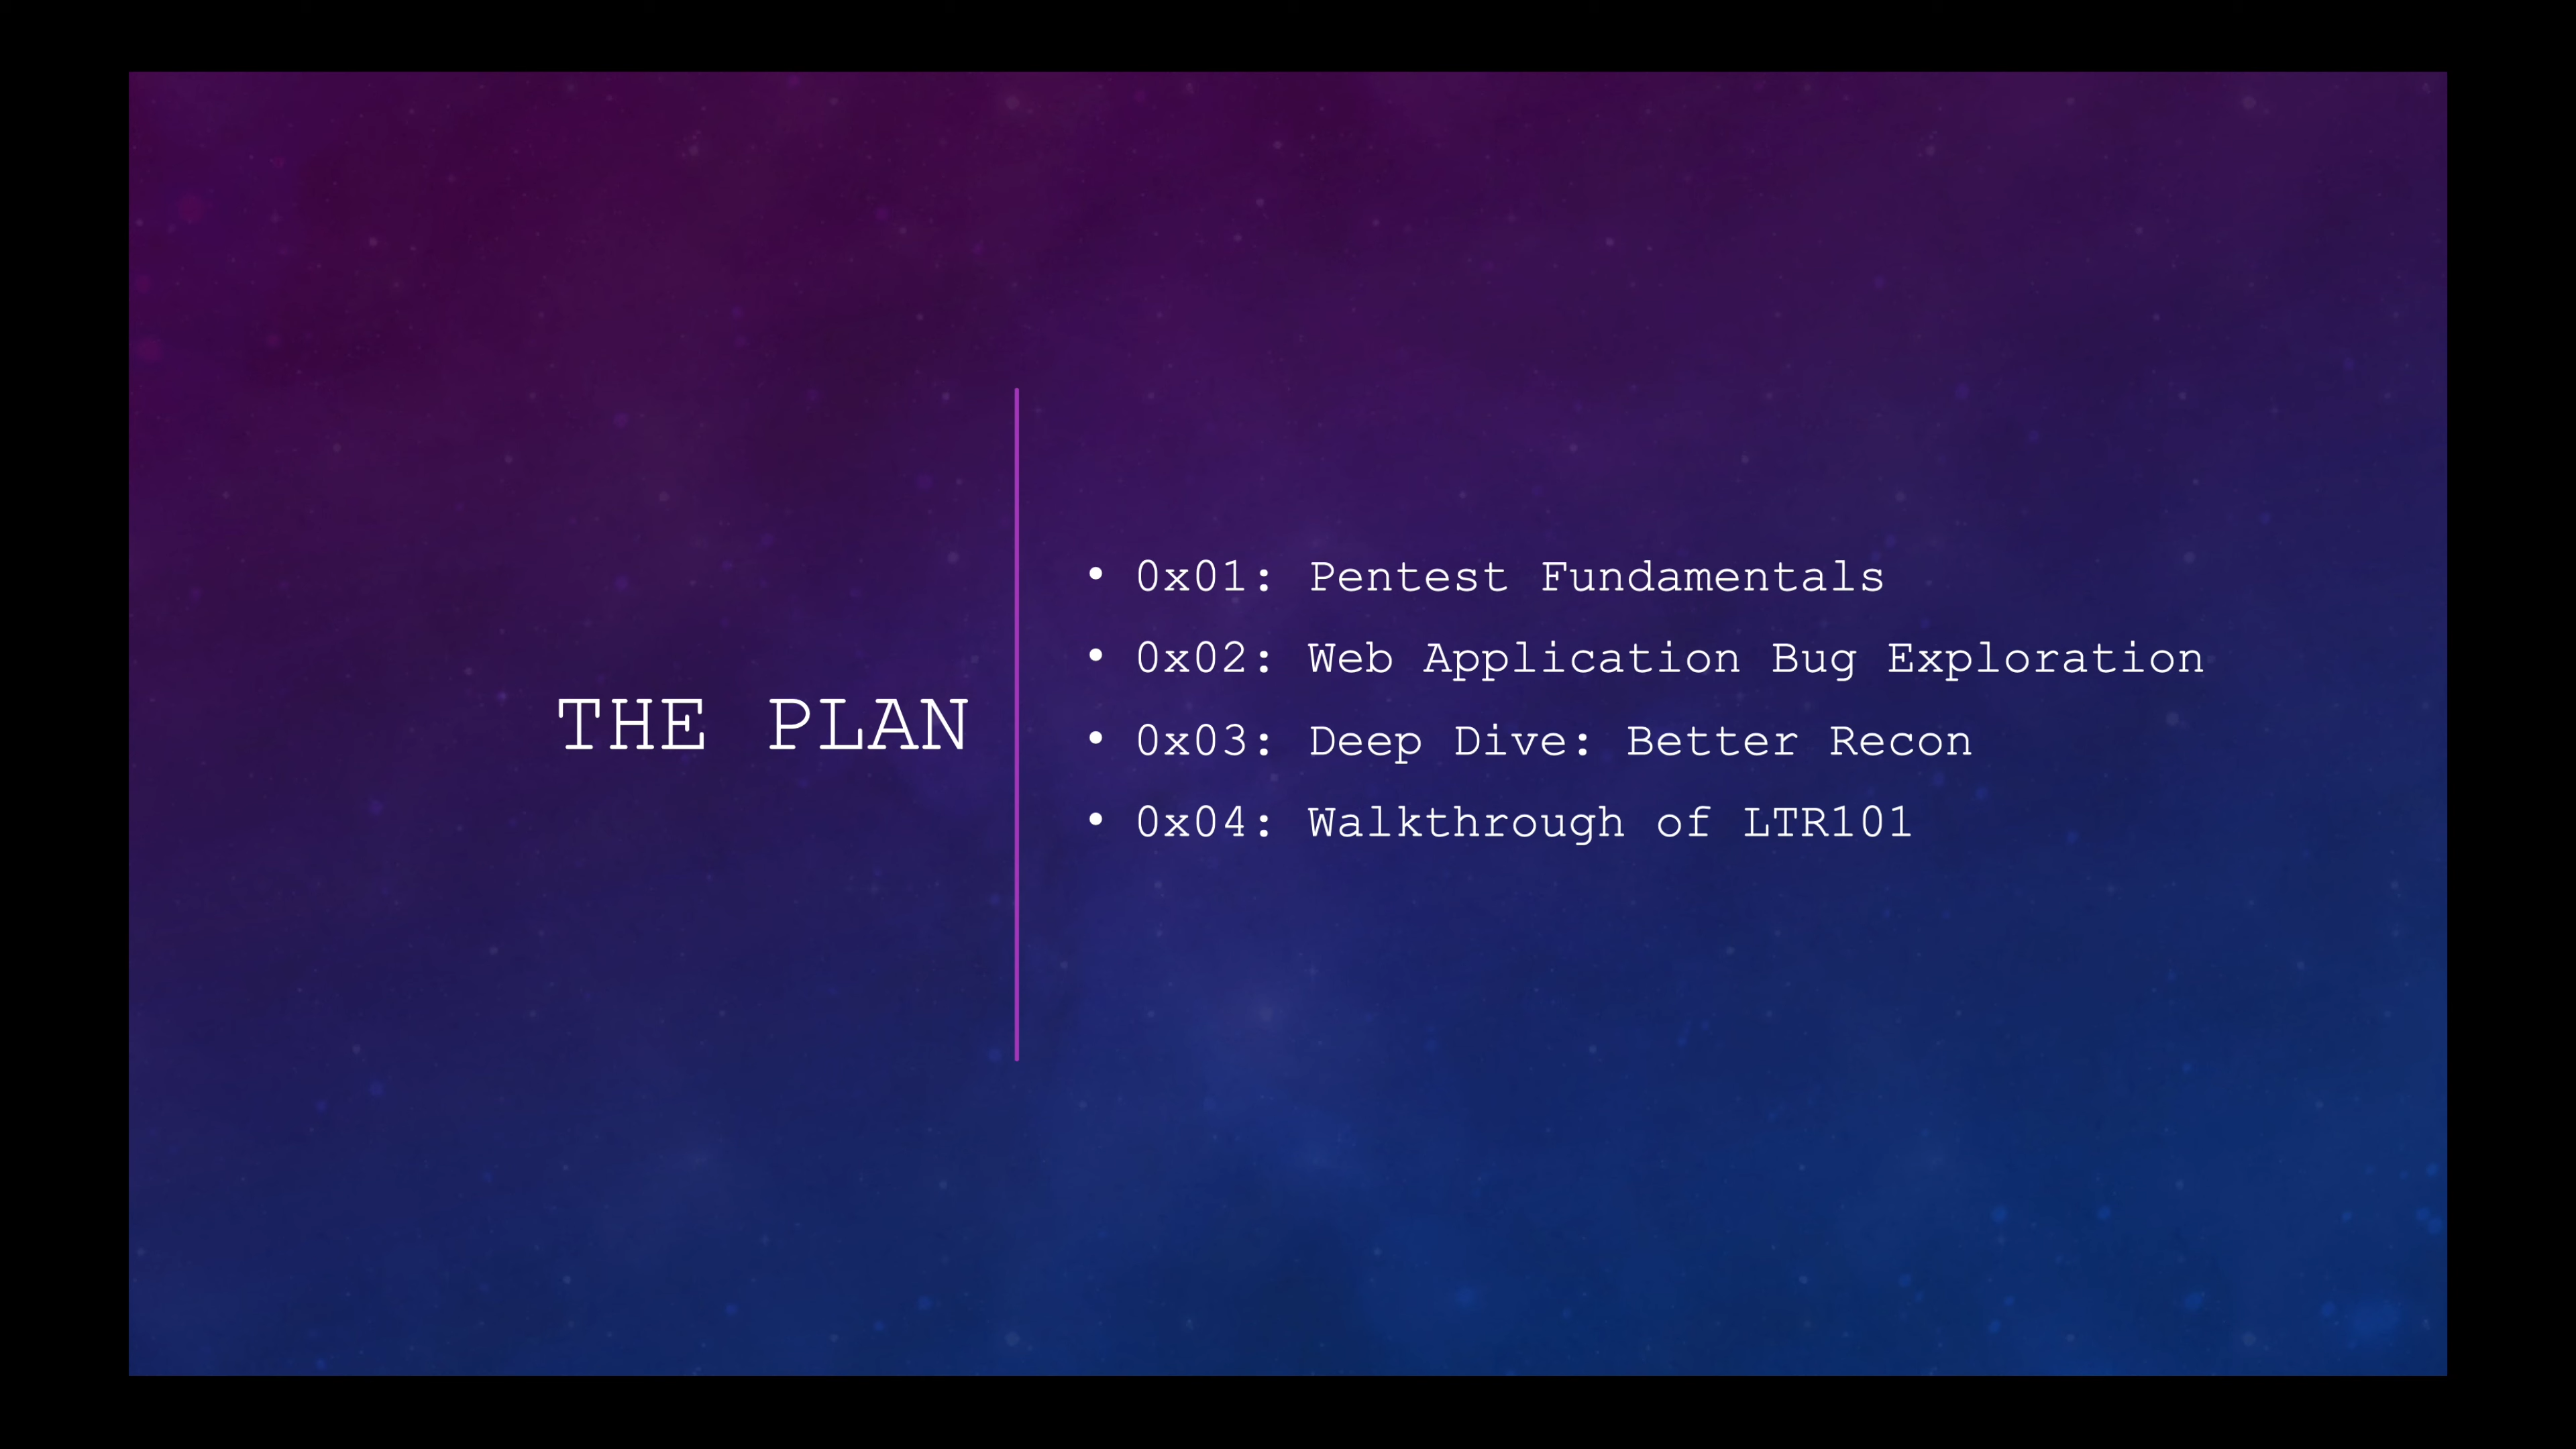 THE PLAN
• 0x01: Pentest Fundamentals
• 0x02: Web Application Bug Exploration
• 0x03: Deep Dive: Better Recon
• 0x04: Walkthrough of LTR101